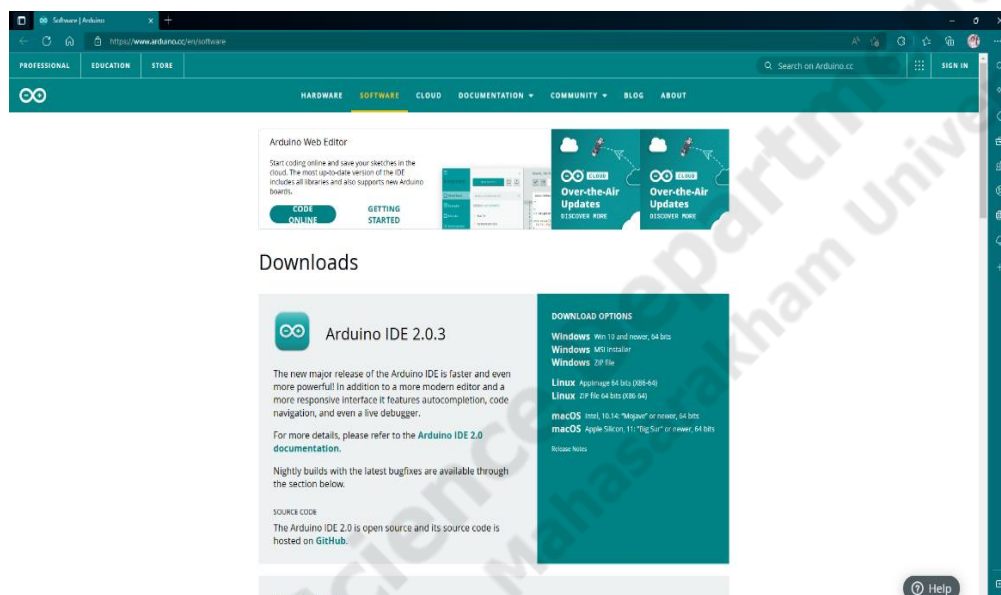 Software | Arduino
https://www.arduino.cc/en/software
PROFESSIONAL EDUCATION STORE
Search on Arduino.cc
SIGN IN
HARDWARE SOFTWARE CLOUD DOCUMENTATION COMMUNITY BLOG ABOUT
Arduino Web Editor
Start coding online and save your sketches in the
cloud. The most up-to-date version of the IDE
includes all libraries and also supports new Arduino
boards.
CODE
ONLINE
GETTING
STARTED
CLOUD
Over-the-Air
Updates
DISCOVER MORE
CLOUD
Over-the-Air
Updates
DISCOVER MORE
Downloads
Arduino IDE 2.0.3
The new major release of the Arduino IDE is faster and even
more powerful! In addition to a more modern editor and a
more responsive interface it features autocompletion, code
navigation, and even a live debugger.
For more details, please refer to the Arduino IDE 2.0
documentation.
Nightly builds with the latest bugfixes are available through
the section below.
SOURCE CODE
The Arduino IDE 2.0 is open source and its source code is
hosted on GitHub.
DOWNLOAD OPTIONS
Windows Win 10 and newer, 64 bits
Windows MSI installer
Windows ZIP file
Linux AppImage 64 bits (X86-64)
Linux ZIP file 64 bits (X86-64)
macOS Intel, 10.14: "Mojave" or newer, 64 bits
macOS Apple Silicon, 11: "Big Sur" or newer, 64 bits
Release Notes
Help